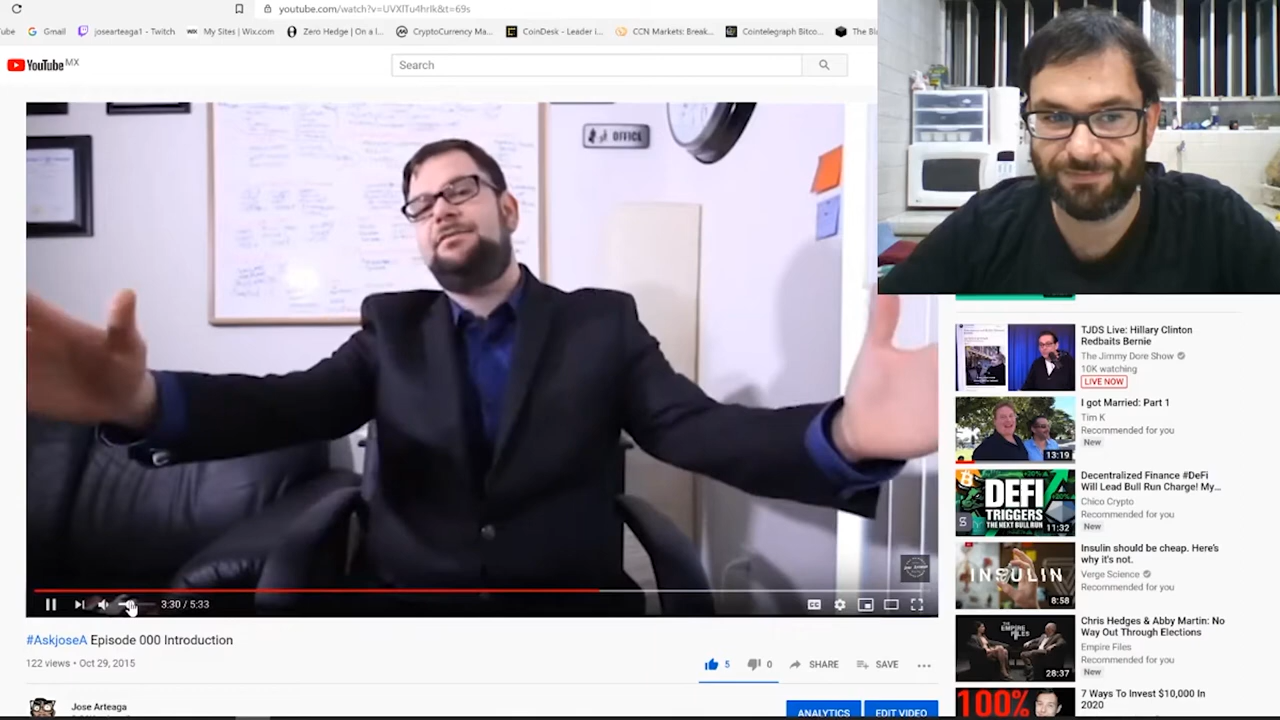 youtube.com/watch?v=UVXlTu4hrIk&t=69s
ube
Gmail
josearteaga1 - Twitch
My Sites | Wix.com
Zero Hedge | On a l...
CryptoCurrency Ma...
CoinDesk - Leader i...
CCN Markets: Break...
Cointelegraph Bitco...
The Bl
YouTube MX
Search
OFFICE
3:30 / 5:33
#AskjoseA Episode 000 Introduction
122 views • Oct 29, 2015
5
0
SHARE
SAVE
Jose Arteaga
ANALYTICS
EDIT VIDEO
TJDS Live: Hillary Clinton
Redbaits Bernie
The Jimmy Dore Show
10K watching
LIVE NOW
I got Married: Part 1
Tim K
Recommended for you
New
13:19
Decentralized Finance #DeFi
Will Lead Bull Run Charge! My...
Chico Crypto
Recommended for you
New
DEFI
TRIGGERS
THE NEXT BULL RUN
11:32
Insulin should be cheap. Here's
why it's not.
Verge Science
Recommended for you
INSULIN
8:58
Chris Hedges & Abby Martin: No
Way Out Through Elections
Empire Files
Recommended for you
New
THE
EMPIRE
FILES
28:37
7 Ways To Invest $10,000 In
2020
100%